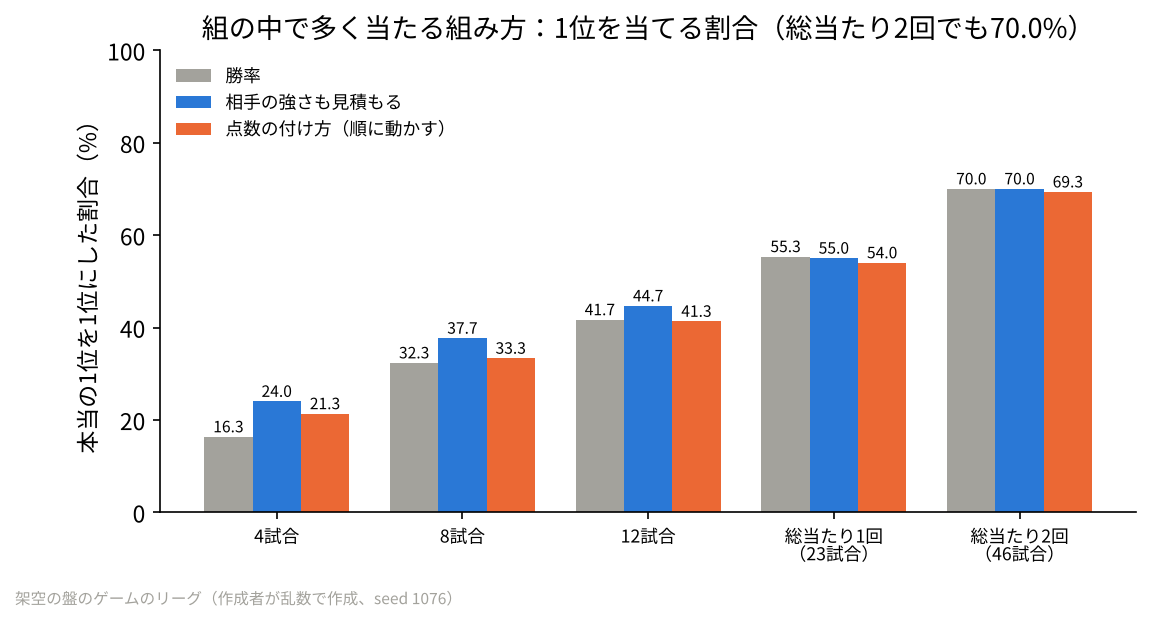 組の中で多く当たる組み方：1位を当てる割合（総当たり2回でも70.0%）
本当の1位を1位にした割合（%）
100
80
60
40
20
0
勝率
相手の強さも見積もる
点数の付け方（順に動かす）
16.3
24.0
21.3
32.3
37.7
33.3
41.7
44.7
41.3
55.3
55.0
54.0
70.0
70.0
69.3
4試合
8試合
12試合
総当たり1回
（23試合）
総当たり2回
（46試合）
架空の盤のゲームのリーグ（作成者が乱数で作成、seed 1076）